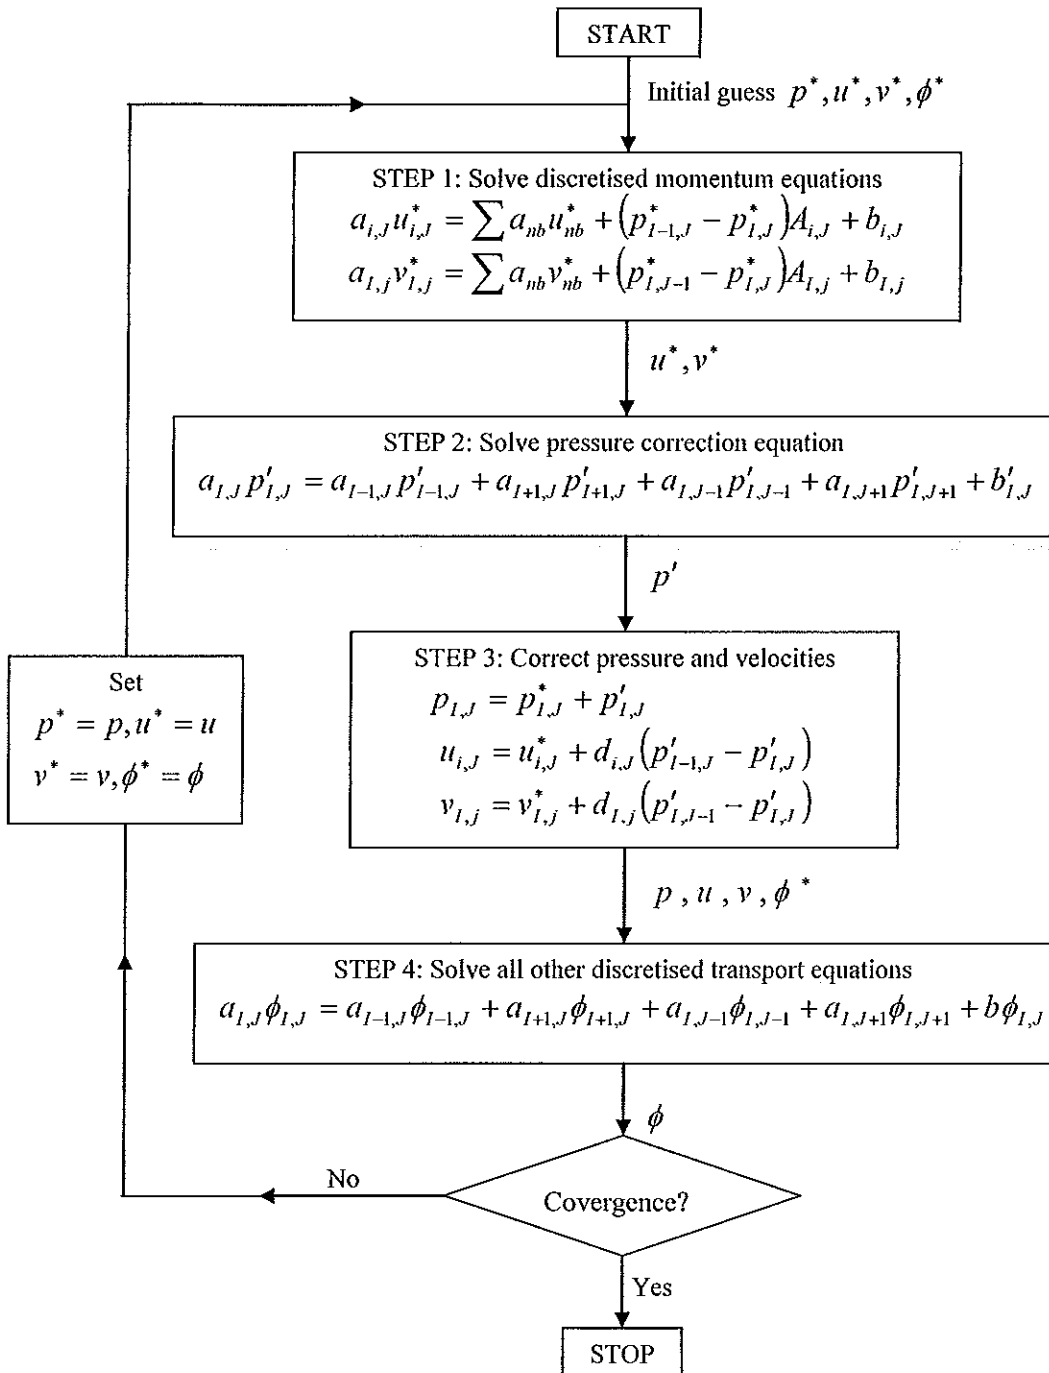 START
Initial guess p*, u*, v*, ϕ*
STEP 1: Solve discretised momentum equations
a_{i,J} u*_{i,J} = ∑ a_{nb} u*_{nb} + (p*_{I-1,J} − p*_{I,J}) A_{i,J} + b_{i,J}
a_{I,j} v*_{I,j} = ∑ a_{nb} v*_{nb} + (p*_{I,J-1} − p*_{I,J}) A_{I,j} + b_{I,j}
u*, v*
STEP 2: Solve pressure correction equation
a_{I,J} p′_{I,J} = a_{I-1,J} p′_{I-1,J} + a_{I+1,J} p′_{I+1,J} + a_{I,J-1} p′_{I,J-1} + a_{I,J+1} p′_{I,J+1} + b′_{I,J}
p′
STEP 3: Correct pressure and velocities
p_{I,J} = p*_{I,J} + p′_{I,J}
u_{i,J} = u*_{i,J} + d_{i,J} (p′_{I-1,J} − p′_{I,J})
v_{I,j} = v*_{I,j} + d_{I,j} (p′_{I,J-1} − p′_{I,J})
Set
p* = p, u* = u
v* = v, ϕ* = ϕ
p , u , v , ϕ *
STEP 4: Solve all other discretised transport equations
a_{I,J} ϕ_{I,J} = a_{I-1,J} ϕ_{I-1,J} + a_{I+1,J} ϕ_{I+1,J} + a_{I,J-1} ϕ_{I,J-1} + a_{I,J+1} ϕ_{I,J+1} + bϕ_{I,J}
ϕ
No
Covergence?
Yes
STOP